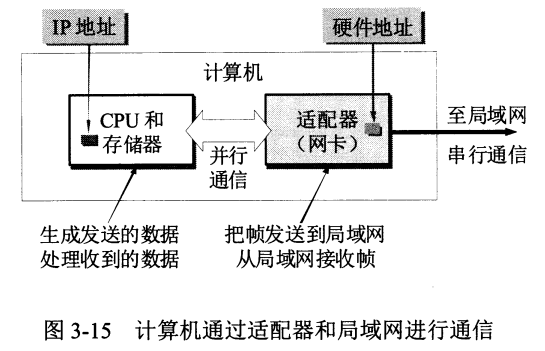 IP 地址
硬件地址
计算机
CPU 和
存储器
并行
通信
适配器
（网卡）
至局域网
串行通信
生成发送的数据
处理收到的数据
把帧发送到局域网
从局域网接收帧
图 3-15 计算机通过适配器和局域网进行通信